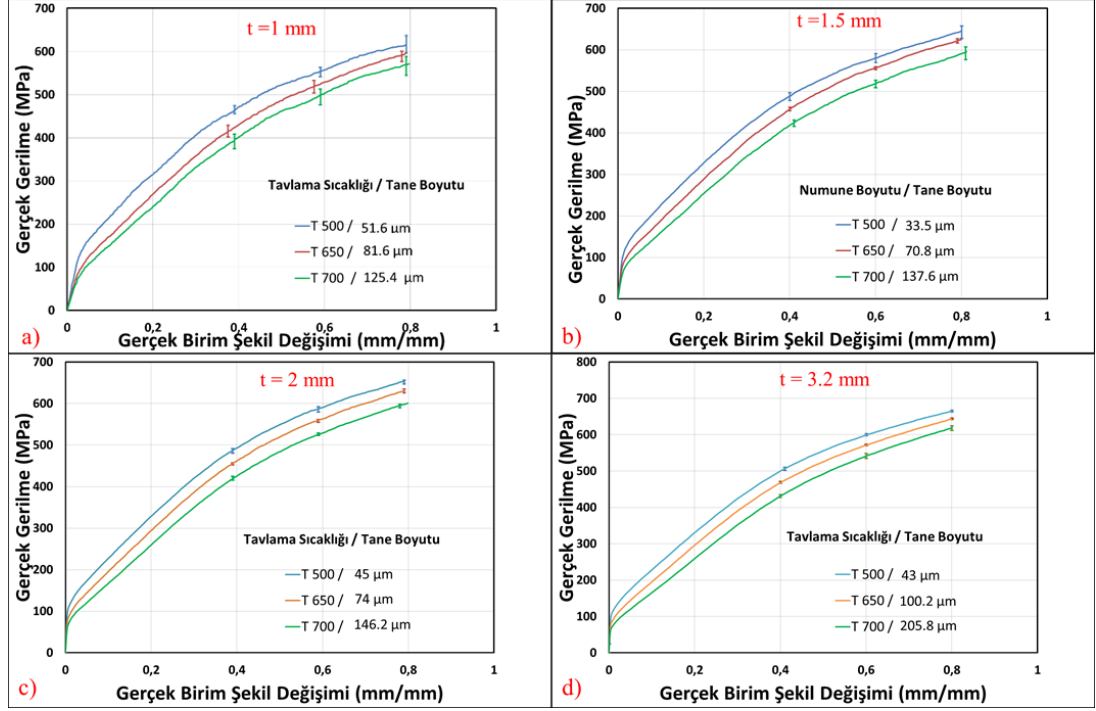 t =1 mm
Gerçek Gerilme (MPa)
700
600
500
400
300
200
100
0
Tavlama Sıcaklığı / Tane Boyutu
T 500 / 51.6 µm
T 650 / 81.6 µm
T 700 / 125.4 µm
0 0,2 0,4 0,6 0,8 1
a)
Gerçek Birim Şekil Değişimi (mm/mm)
t =1.5 mm
Gerçek Gerilme (MPa)
700
600
500
400
300
200
100
0
Numune Boyutu / Tane Boyutu
T 500 / 33.5 µm
T 650 / 70.8 µm
T 700 / 137.6 µm
0 0,2 0,4 0,6 0,8 1
b)
Gerçek Birim Şekil Değişimi (mm/mm)
t = 2 mm
Gerçek Gerilme (MPa)
700
600
500
400
300
200
100
0
Tavlama Sıcaklığı / Tane Boyutu
T 500 / 45 µm
T 650 / 74 µm
T 700 / 146.2 µm
0 0,2 0,4 0,6 0,8 1
c)
Gerçek Birim Şekil Değişimi (mm/mm)
t = 3.2 mm
Gerçek Gerilme (MPa)
800
700
600
500
400
300
200
100
0
Tavlama Sıcaklığı / Tane Boyutu
T 500 / 43 µm
T 650 / 100.2 µm
T 700 / 205.8 µm
0 0,2 0,4 0,6 0,8 1
d)
Gerçek Birim Şekil Değişimi (mm/mm)